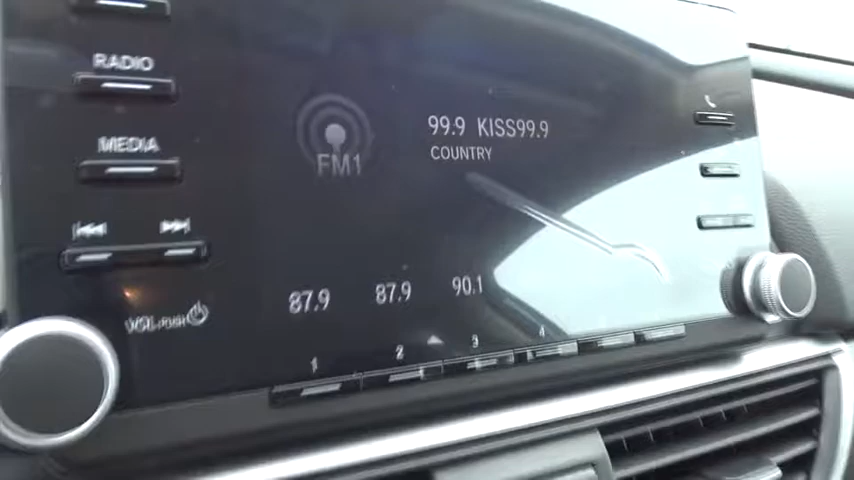 RADIO
MEDIA
VOL·PUSH
FM1
99.9 KISS99.9
COUNTRY
87.9 87.9 90.1
1 2 3 4